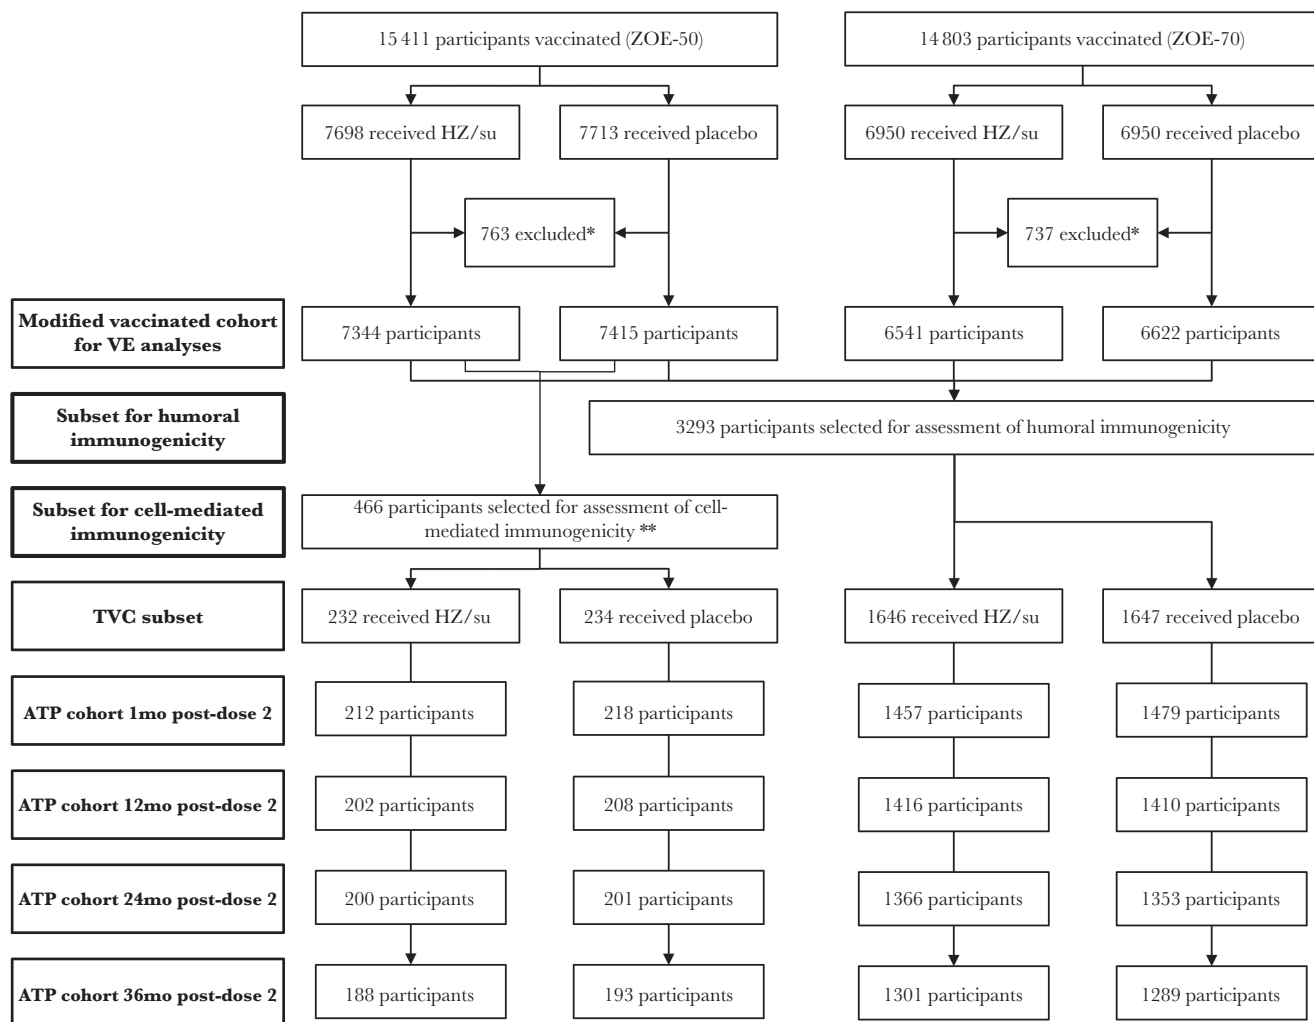 15 411 participants vaccinated (ZOE-50)
14 803 participants vaccinated (ZOE-70)
7698 received HZ/su
7713 received placebo
6950 received HZ/su
6950 received placebo
763 excluded*
737 excluded*
Modified vaccinated cohort
for VE analyses
7344 participants
7415 participants
6541 participants
6622 participants
Subset for humoral
immunogenicity
3293 participants selected for assessment of humoral immunogenicity
Subset for cell-mediated
immunogenicity
466 participants selected for assessment of cell-
mediated immunogenicity **
TVC subset
232 received HZ/su
234 received placebo
1646 received HZ/su
1647 received placebo
ATP cohort 1mo post-dose 2
212 participants
218 participants
1457 participants
1479 participants
ATP cohort 12mo post-dose 2
202 participants
208 participants
1416 participants
1410 participants
ATP cohort 24mo post-dose 2
200 participants
201 participants
1366 participants
1353 participants
ATP cohort 36mo post-dose 2
188 participants
193 participants
1301 participants
1289 participants